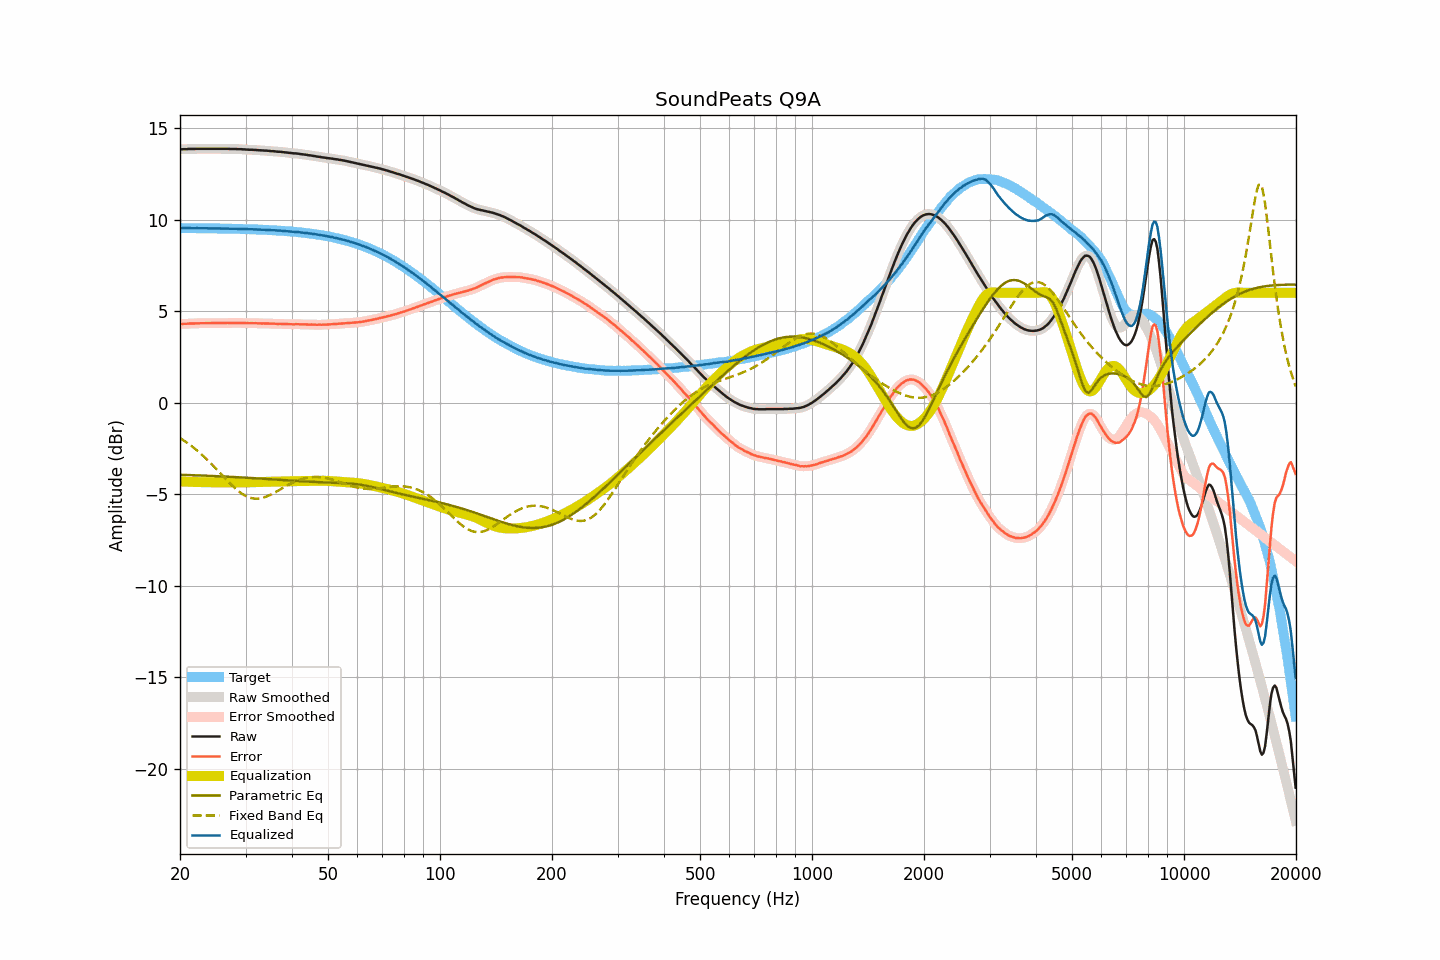 SoundPeats Q9A
Amplitude (dBr)
15
10
5
0
−5
−10
−15
−20
Target
Raw Smoothed
Error Smoothed
Raw
Error
Equalization
Parametric Eq
Fixed Band Eq
Equalized
20 50 100 200 500 1000 2000 5000 10000 20000
Frequency (Hz)